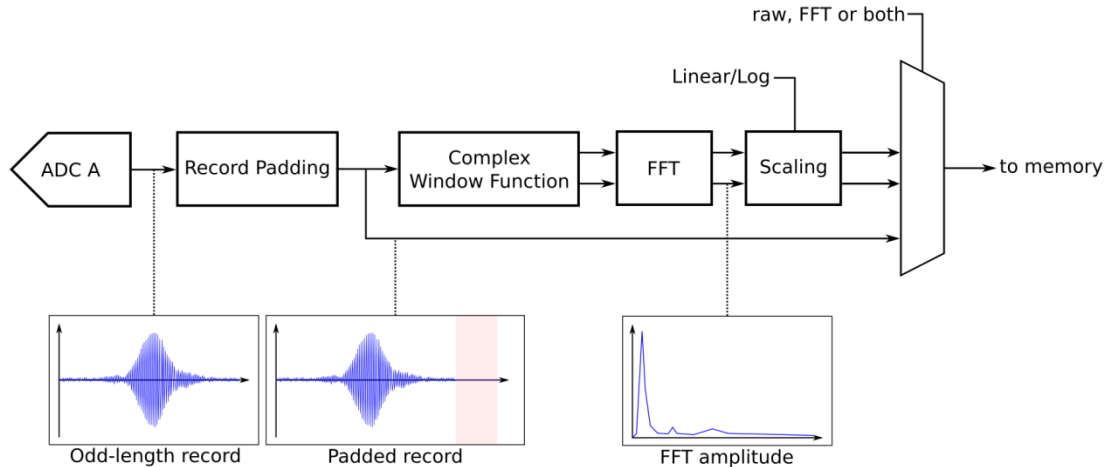 raw, FFT or both
Linear/Log
ADC A
Record Padding
Complex
Window Function
FFT
Scaling
to memory
Odd-length record
Padded record
FFT amplitude